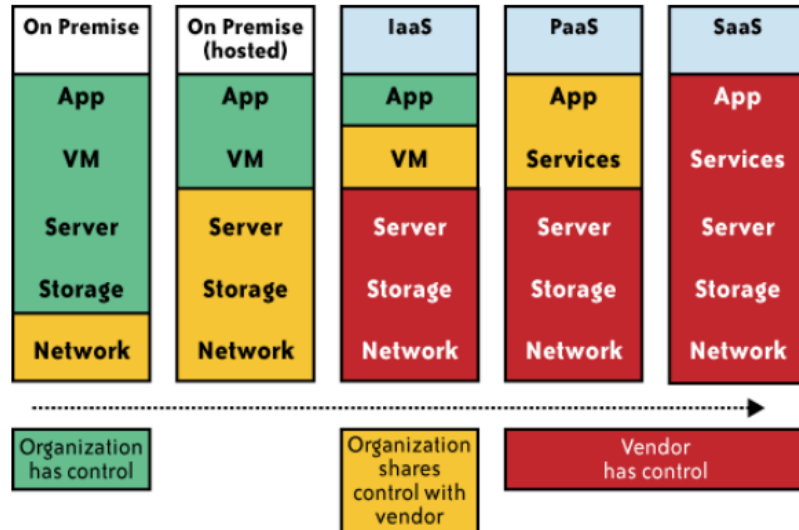 On Premise
App
VM
Server
Storage
Network
On Premise
(hosted)
App
VM
Server
Storage
Network
IaaS
App
VM
Server
Storage
Network
PaaS
App
Services
Server
Storage
Network
SaaS
App
Services
Server
Storage
Network
Organization
has control
Organization
shares
control with
vendor
Vendor
has control